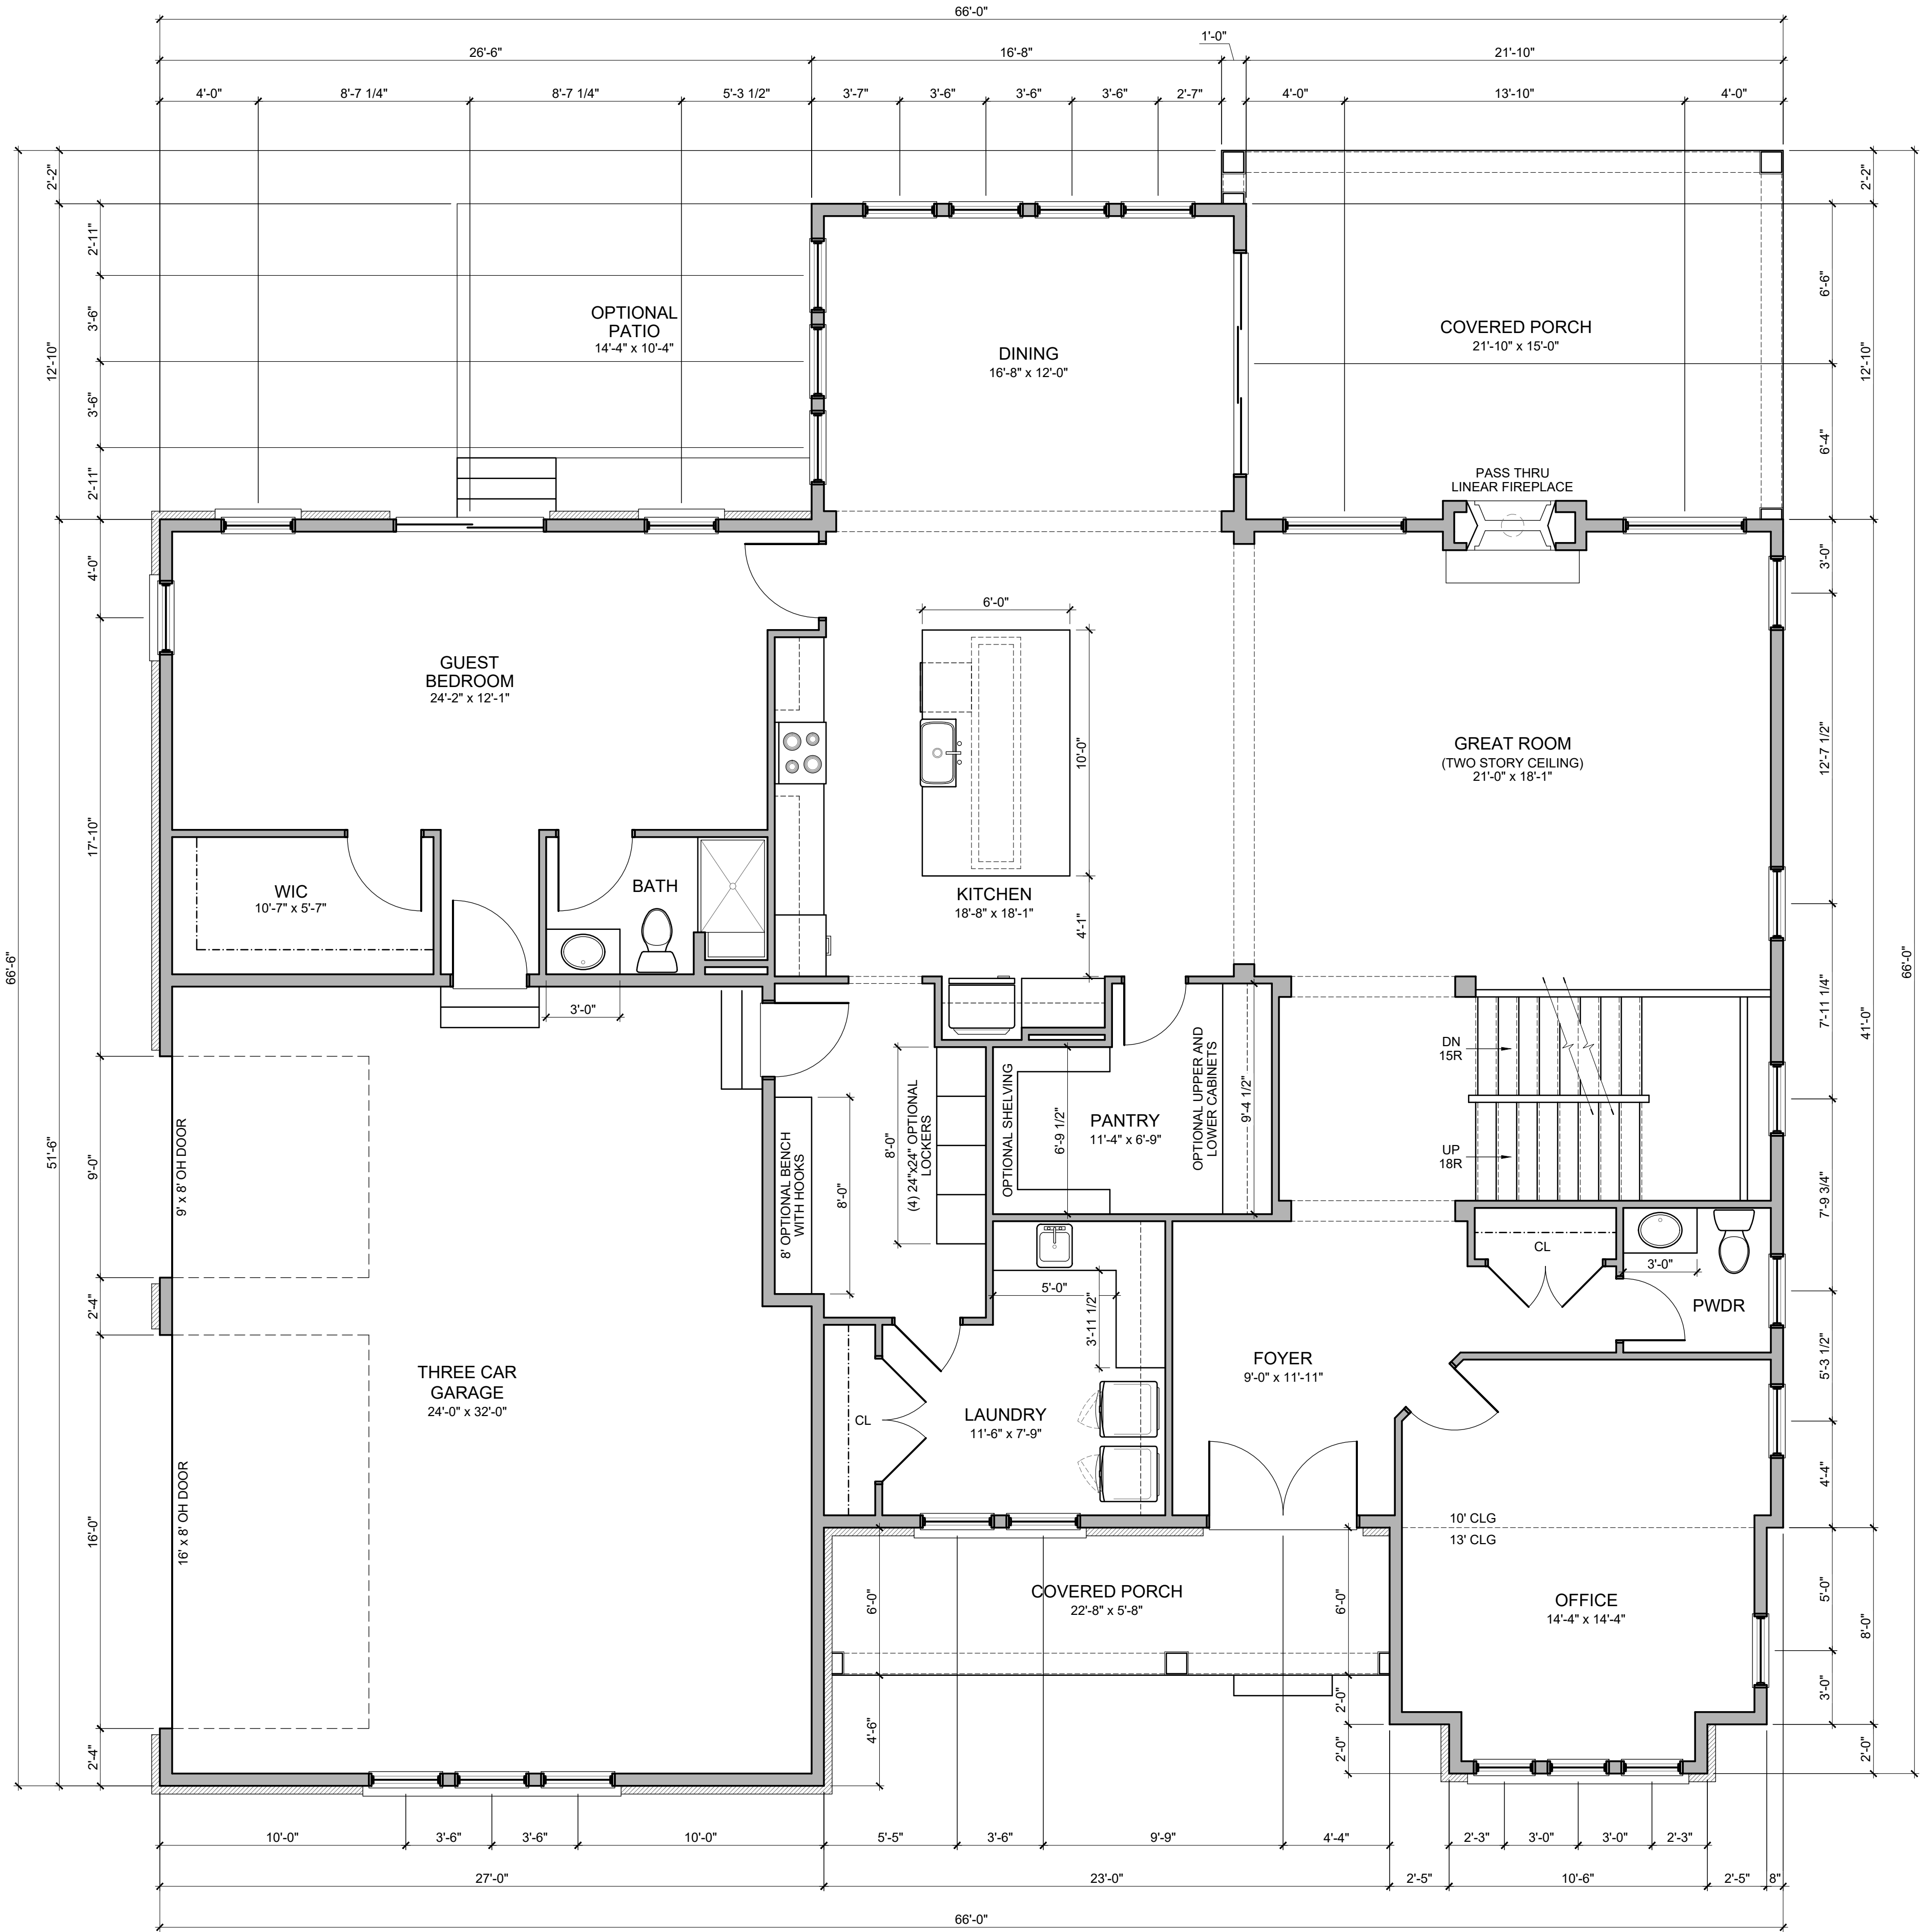 66'-0"
26'-6"
16'-8"
1'-0"
21'-10"
4'-0"
8'-7 1/4"
8'-7 1/4"
5'-3 1/2"
3'-7"
3'-6"
3'-6"
3'-6"
2'-7"
4'-0"
13'-10"
4'-0"
66'-6"
2'-2"
12'-10"
51'-6"
2'-11"
3'-6"
3'-6"
2'-11"
4'-0"
17'-10"
9'-0"
2'-4"
16'-0"
2'-4"
OPTIONAL
PATIO
14'-4" x 10'-4"
DINING
16'-8" x 12'-0"
COVERED PORCH
21'-10" x 15'-0"
PASS THRU
LINEAR FIREPLACE
GUEST
BEDROOM
24'-2" x 12'-1"
6'-0"
10'-0"
4'-1"
KITCHEN
18'-8" x 18'-1"
GREAT ROOM
(TWO STORY CEILING)
21'-0" x 18'-1"
WIC
10'-7" x 5'-7"
BATH
3'-0"
9' x 8' OH DOOR
16' x 8' OH DOOR
THREE CAR
GARAGE
24'-0" x 32'-0"
8' OPTIONAL BENCH
WITH HOOKS
8'-0"
8'-0"
(4) 24"x24" OPTIONAL
LOCKERS
OPTIONAL SHELVING
6'-9 1/2"
PANTRY
11'-4" x 6'-9"
OPTIONAL UPPER AND
LOWER CABINETS
9'-4 1/2"
DN
15R
UP
18R
CL
3'-0"
PWDR
5'-0"
3'-11 1/2"
CL
LAUNDRY
11'-6" x 7'-9"
FOYER
9'-0" x 11'-11"
10' CLG
13' CLG
OFFICE
14'-4" x 14'-4"
COVERED PORCH
22'-8" x 5'-8"
6'-0"
4'-6"
6'-0"
2'-0"
2'-0"
6'-6"
6'-4"
3'-0"
12'-7 1/2"
7'-11 1/4"
7'-9 3/4"
5'-3 1/2"
4'-4"
5'-0"
3'-0"
2'-2"
12'-10"
41'-0"
8'-0"
2'-0"
66'-0"
10'-0"
3'-6"
3'-6"
10'-0"
5'-5"
3'-6"
9'-9"
4'-4"
2'-3"
3'-0"
3'-0"
2'-3"
27'-0"
23'-0"
2'-5"
10'-6"
2'-5"
8"
66'-0"